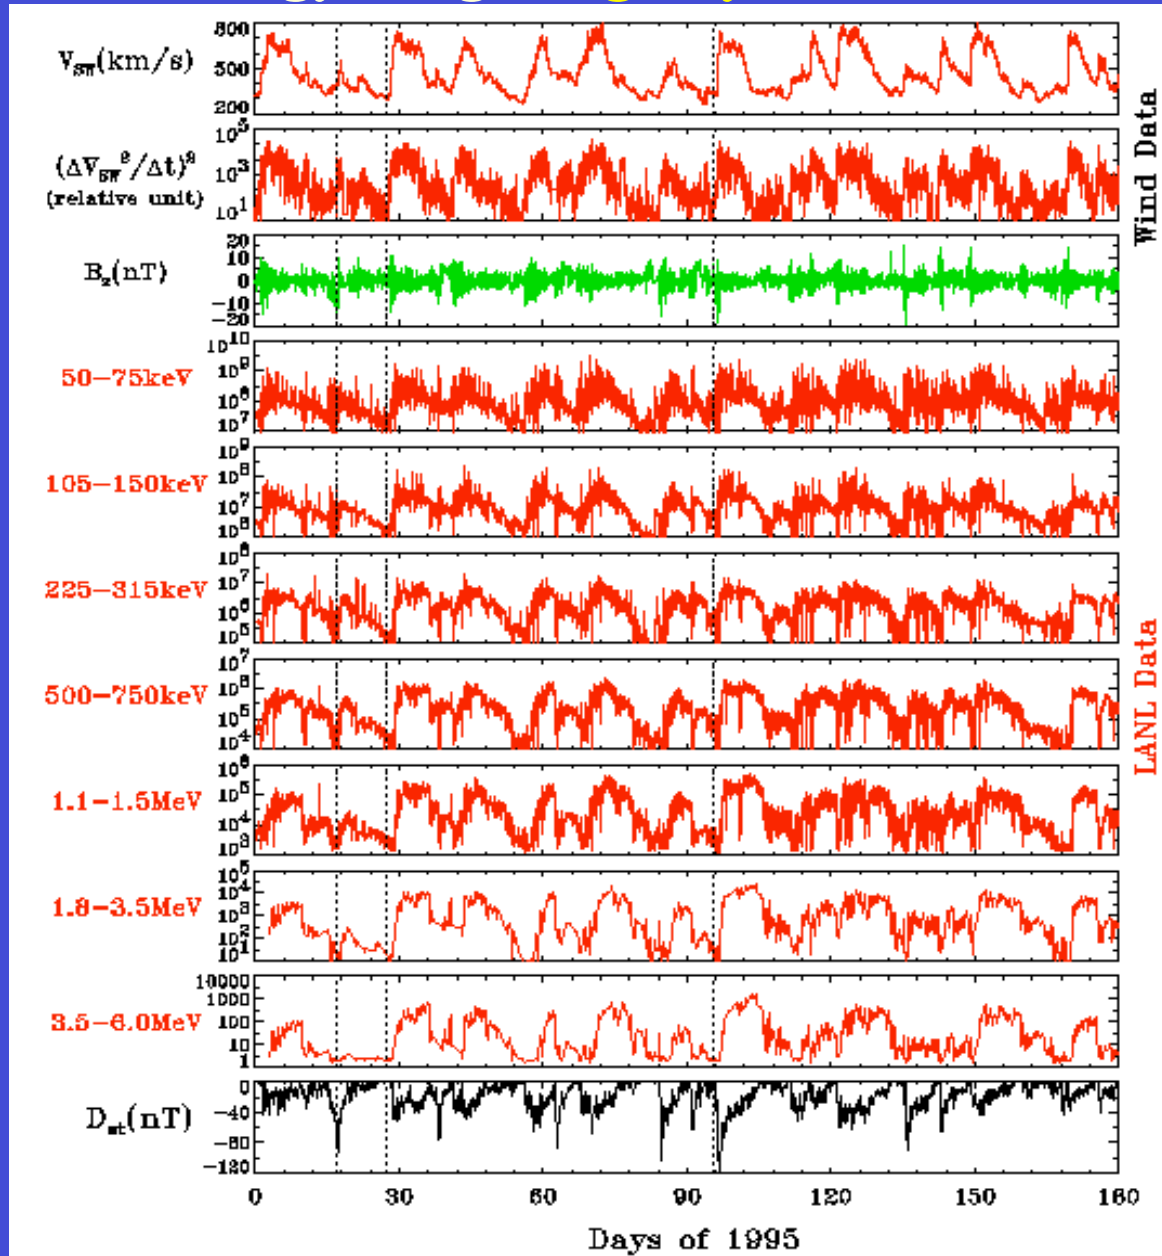 V_SW(km/s)
800
500
200
(ΔV_SW²/Δt)²
(relative unit)
10⁵
10³
10¹
B_z(nT)
20
10
0
−10
−20
Wind Data
50−75keV
10¹⁰
10⁹
10⁸
10⁷
105−150keV
10⁹
10⁸
10⁷
10⁶
225−315keV
10⁸
10⁷
10⁶
10⁵
500−750keV
10⁷
10⁶
10⁵
10⁴
1.1−1.5MeV
10⁶
10⁵
10⁴
10³
1.8−3.5MeV
10⁵
10⁴
10³
10²
10¹
3.5−6.0MeV
10000
1000
100
10
1
LANL Data
D_st(nT)
0
−40
−80
−120
0 30 60 90 120 150 180
Days of 1995